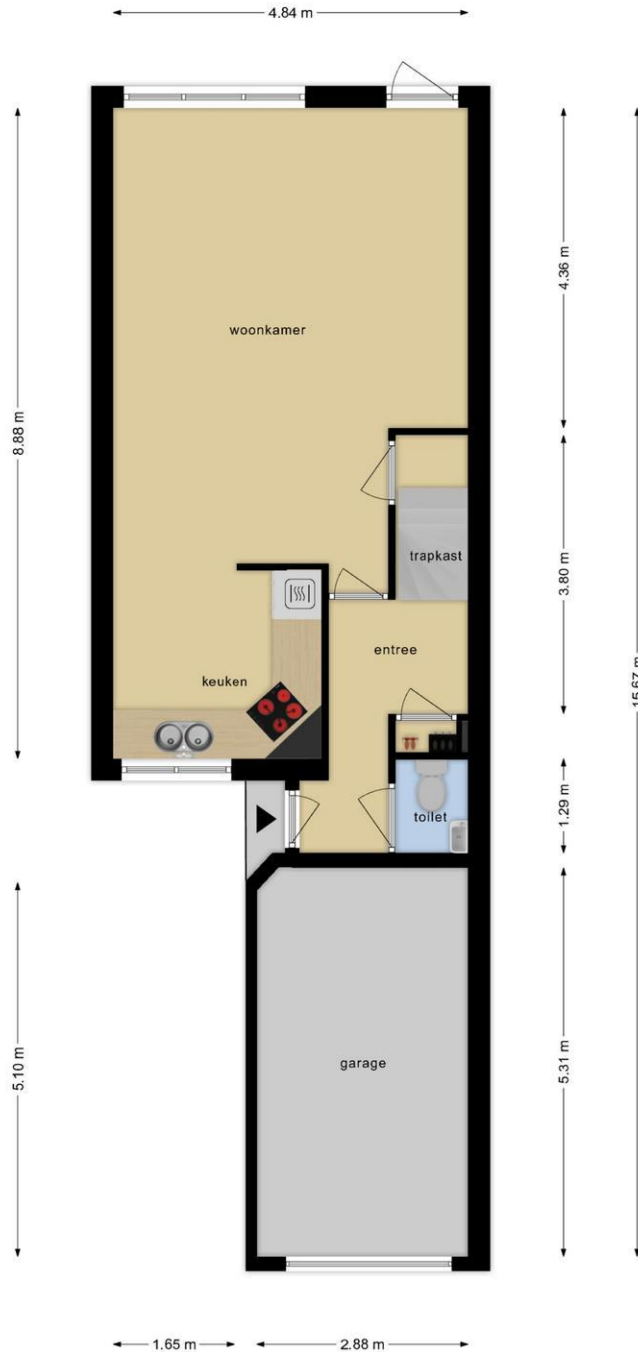 4.84 m
woonkamer
4.36 m
8.88 m
trapkast
3.80 m
entree
keuken
15.67 m
toilet
1.29 m
garage
5.10 m
5.31 m
1.65 m
2.88 m